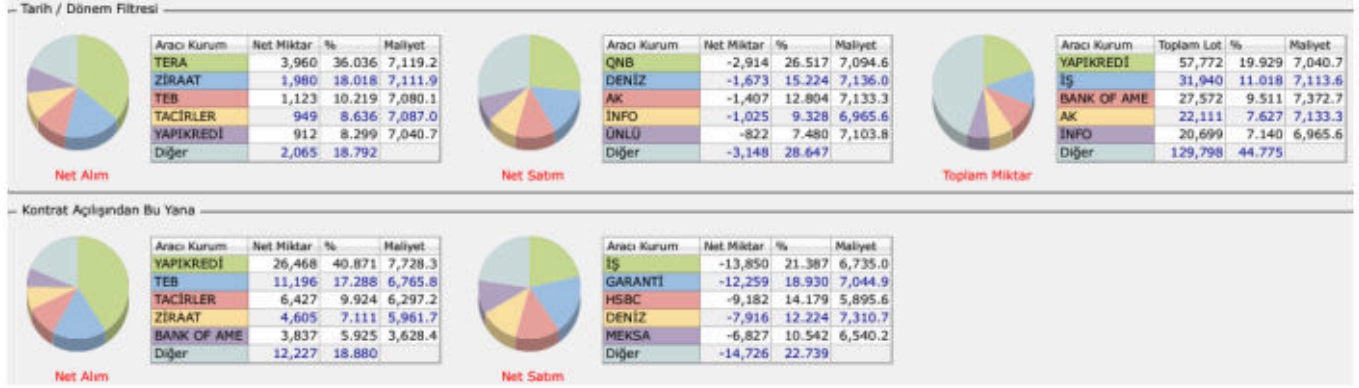 Tarih / Dönem Filtresi
Aracı Kurum Net Miktar % Maliyet
TERA 3,960 36.036 7,119.2
ZİRAAT 1,980 18.018 7,111.9
TEB 1,123 10.219 7,080.1
TACİRLER 949 8.636 7,087.0
YAPIKREDİ 912 8.299 7,040.7
Diğer 2,065 18.792
Net Alım
Aracı Kurum Net Miktar % Maliyet
QNB -2,914 26.517 7,094.6
DENİZ -1,673 15.224 7,136.0
AK -1,407 12.804 7,133.3
İNFO -1,025 9.328 6,965.6
ÜNLÜ -822 7.480 7,103.8
Diğer -3,148 28.647
Net Satım
Aracı Kurum Toplam Lot % Maliyet
YAPIKREDİ 57,772 19.929 7,040.7
İŞ 31,940 11.018 7,113.6
BANK OF AME 27,572 9.511 7,372.7
AK 22,111 7.627 7,133.3
İNFO 20,699 7.140 6,965.6
Diğer 129,798 44.775
Toplam Miktar
Kontrat Açılışından Bu Yana
Aracı Kurum Net Miktar % Maliyet
YAPIKREDİ 26,468 40.871 7,728.3
TEB 11,196 17.288 6,765.8
TACİRLER 6,427 9.924 6,297.2
ZİRAAT 4,605 7.111 5,961.7
BANK OF AME 3,837 5.925 3,628.4
Diğer 12,227 18.880
Net Alım
Aracı Kurum Net Miktar % Maliyet
İŞ -13,850 21.387 6,735.0
GARANTİ -12,259 18.930 7,044.9
HSBC -9,182 14.179 5,895.6
DENİZ -7,916 12.224 7,310.7
MEKSA -6,827 10.542 6,540.2
Diğer -14,726 22.739
Net Satım